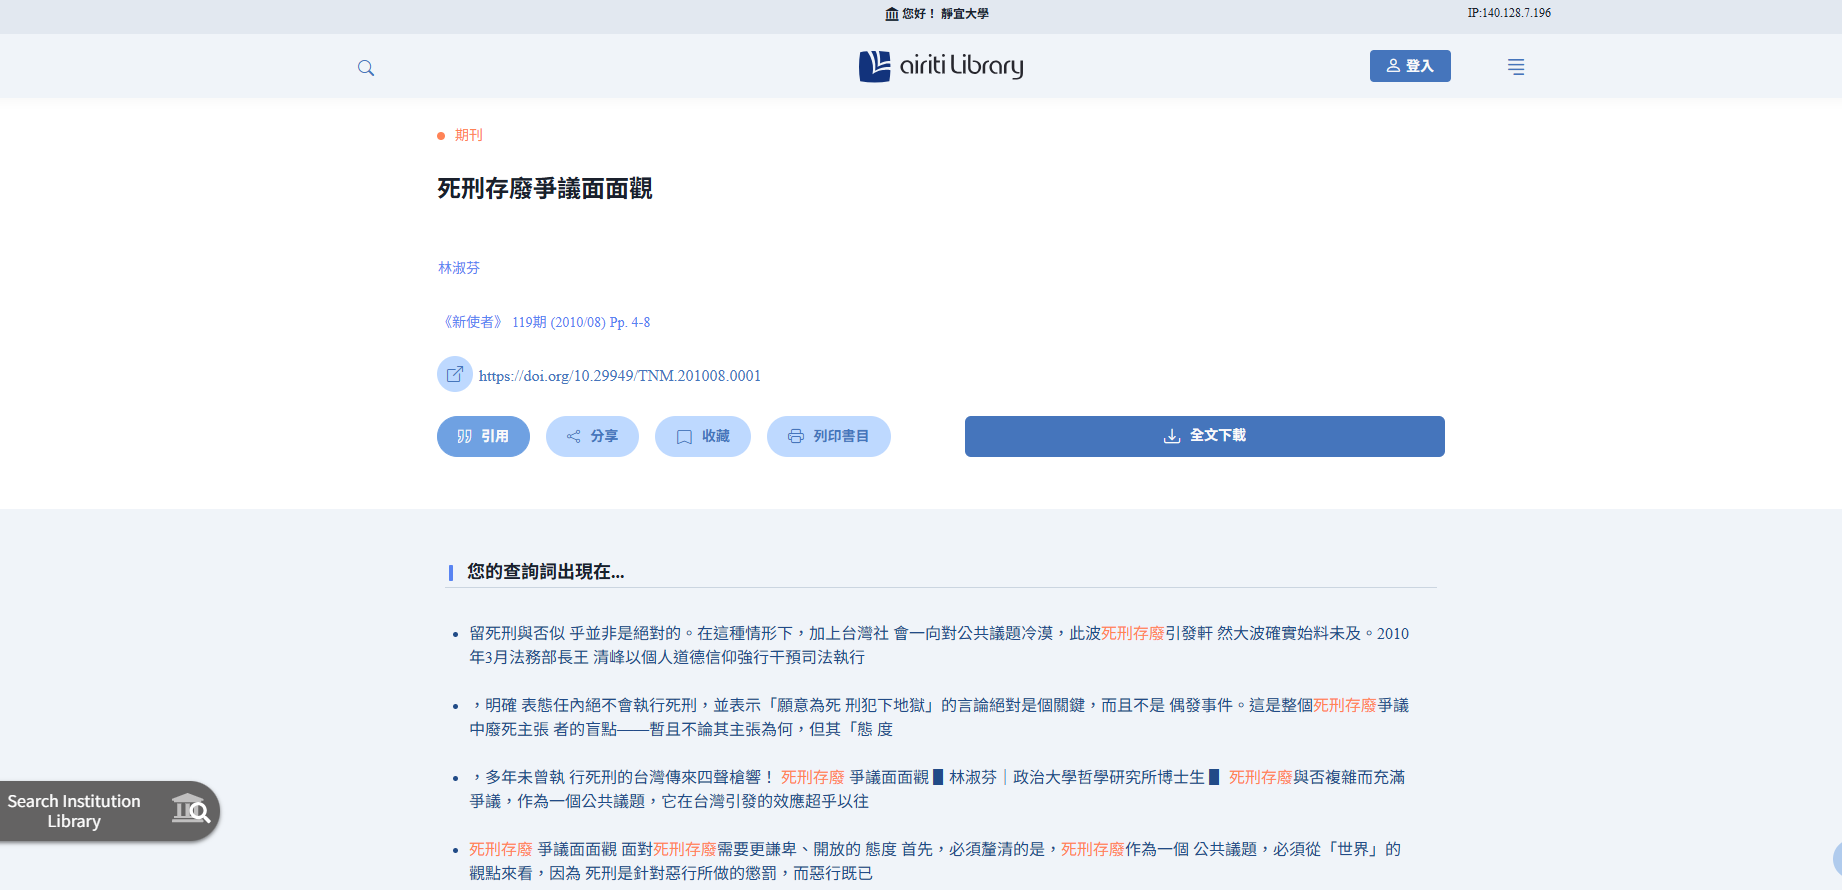 您好！ 靜宜大學
IP:140.128.7.196
airiti Library
登入
期刊
死刑存廢爭議面面觀
林淑芬
《新使者》 119期 (2010/08) Pp. 4-8
https://doi.org/10.29949/TNM.201008.0001
引用
分享
收藏
列印書目
全文下載
您的查詢詞出現在...
留死刑與否似 乎並非是絕對的。在這種情形下，加上台灣社 會一向對公共議題冷漠，此波死刑存廢引發軒 然大波確實始料未及。2010
年3月法務部長王 清峰以個人道德信仰強行干預司法執行
，明確 表態任內絕不會執行死刑，並表示「願意為死 刑犯下地獄」的言論絕對是個關鍵，而且不是 偶發事件。這是整個死刑存廢爭議
中廢死主張 者的盲點——暫且不論其主張為何，但其「態 度
，多年未曾執 行死刑的台灣傳來四聲槍響！ 死刑存廢 爭議面面觀 █ 林淑芬｜政治大學哲學研究所博士生 █ 死刑存廢與否複雜而充滿
爭議，作為一個公共議題，它在台灣引發的效應超乎以往
死刑存廢 爭議面面觀 面對死刑存廢需要更謙卑、開放的 態度 首先，必須釐清的是，死刑存廢作為一個 公共議題，必須從「世界」的
觀點來看，因為 死刑是針對惡行所做的懲罰，而惡行既已
Search Institution
Library